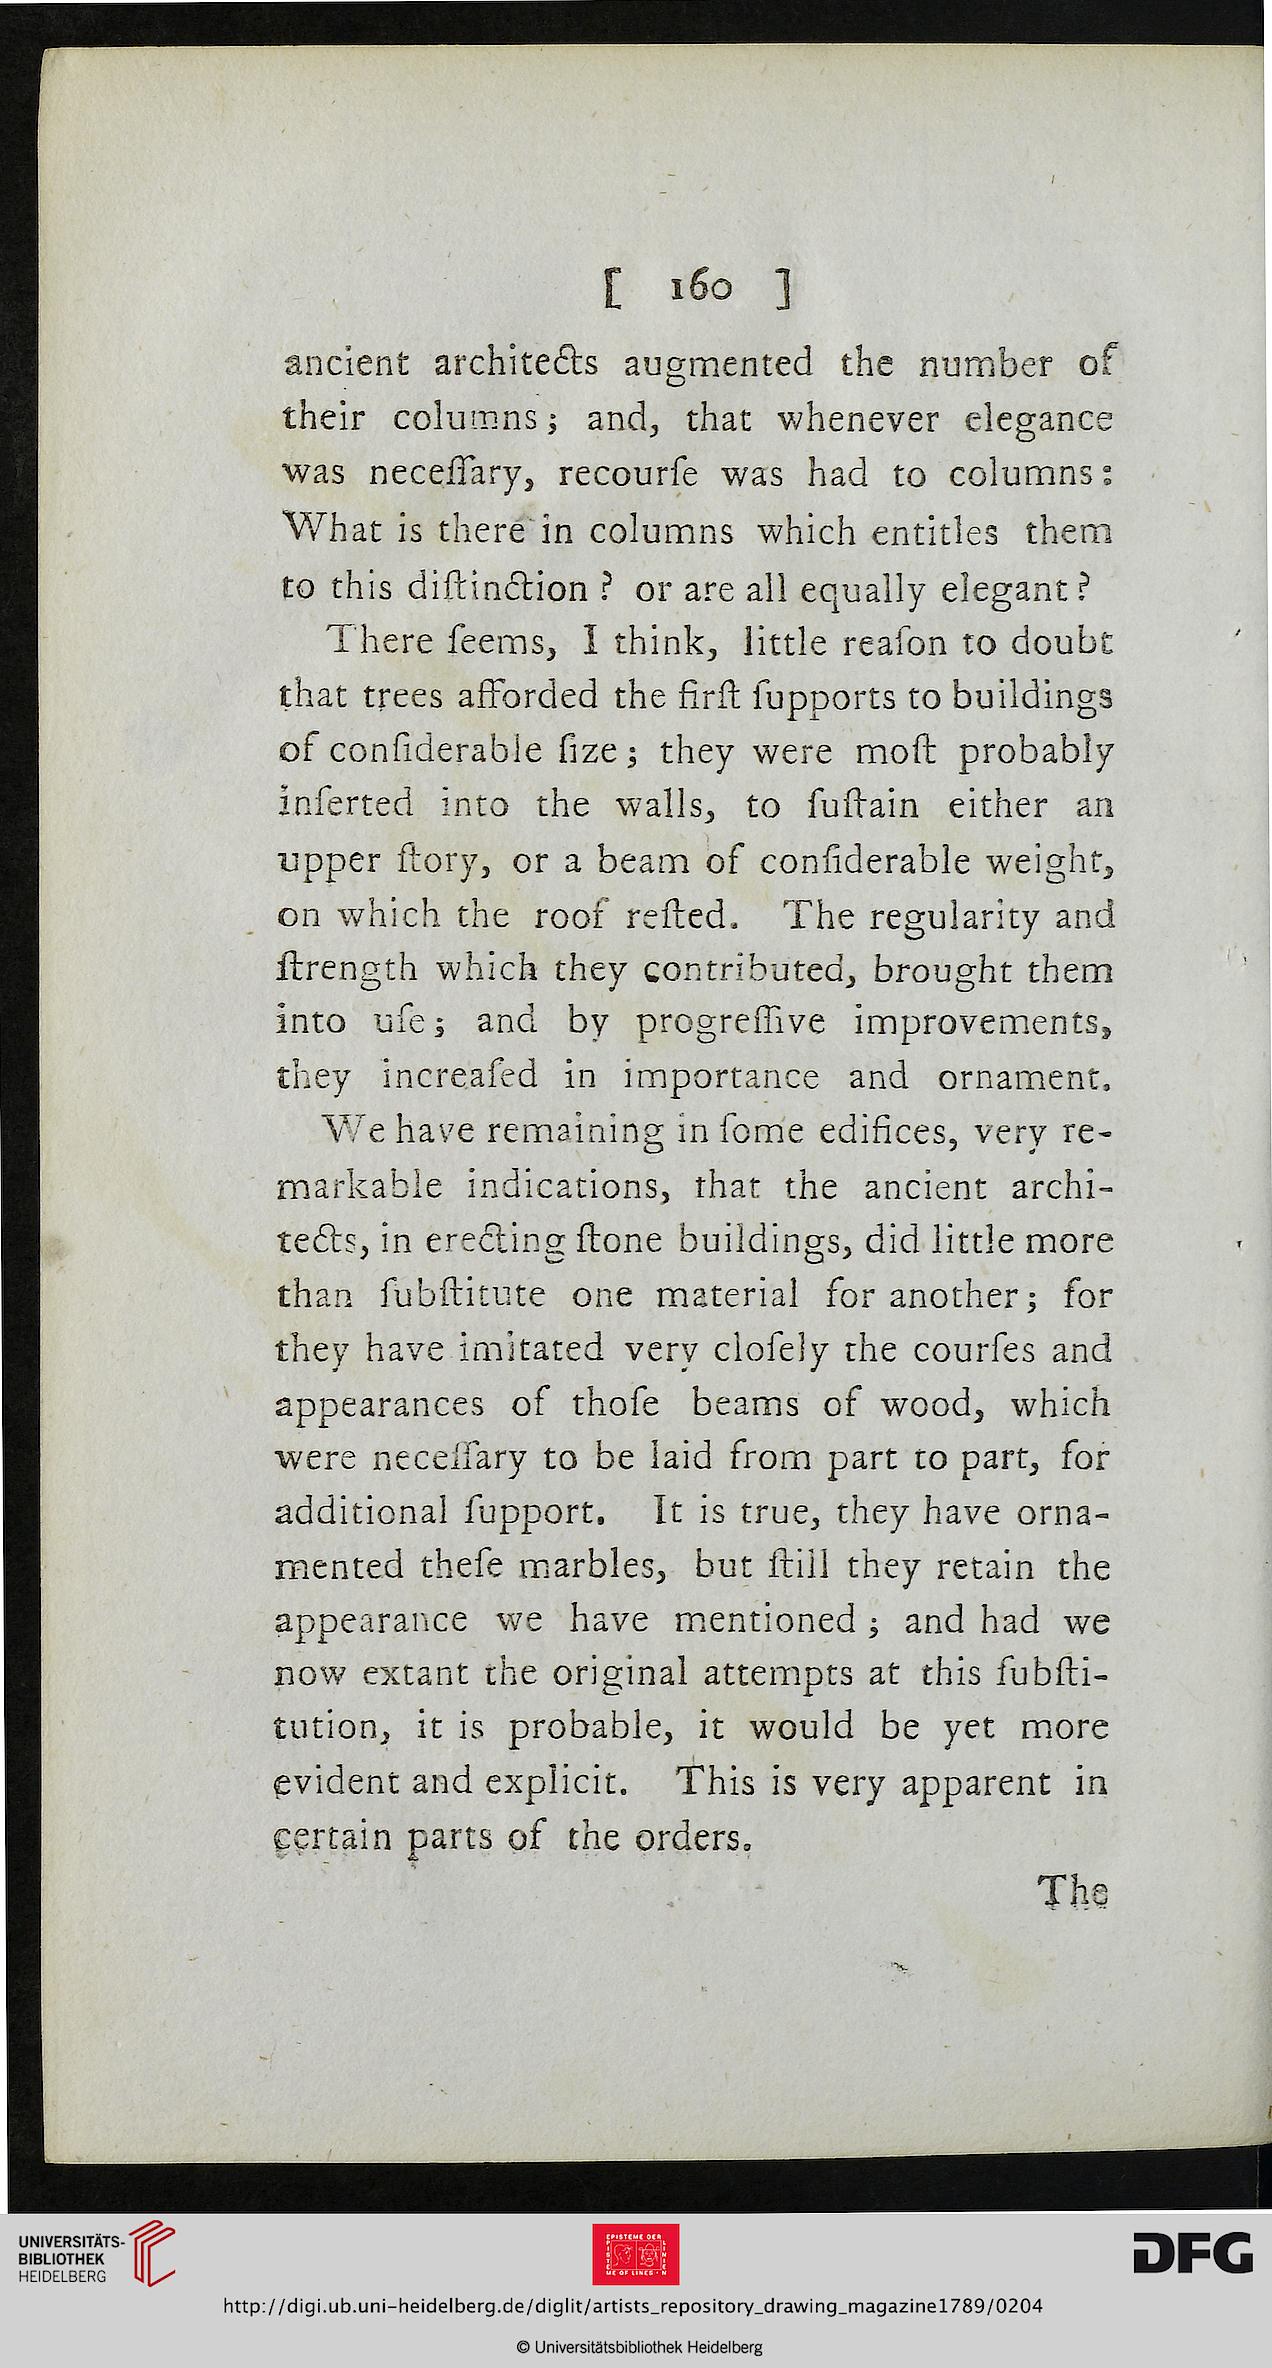 [ 160 ]
ancient architects augmented the number of
their columns; and, that whenever elegance
was neceſſary, recourſe was had to columns:
What is there in columns which entitles them
to this diſtinction ? or are all equally elegant ?
There ſeems, I think, little reaſon to doubt
that trees afforded the firſt ſupports to buildings
of conſiderable ſize; they were moſt probably
inſerted into the walls, to ſuſtain either an
upper ſtory, or a beam of conſiderable weight,
on which the roof reſted. The regularity and
ſtrength which they contributed, brought them
into uſe; and by progreſſive improvements,
they increaſed in importance and ornament.
We have remaining in ſome edifices, very re-
markable indications, that the ancient archi-
tects, in erecting ſtone buildings, did little more
than ſubſtitute one material for another; for
they have imitated very cloſely the courſes and
appearances of thoſe beams of wood, which
were neceſſary to be laid from part to part, for
additional ſupport. It is true, they have orna-
mented theſe marbles, but ſtill they retain the
appearance we have mentioned; and had we
now extant the original attempts at this ſubſti-
tution, it is probable, it would be yet more
evident and explicit. This is very apparent in
certain parts of the orders.
The
UNIVERSITÄTS-
BIBLIOTHEK
HEIDELBERG
EPISTEME DER
LINIEN
DFG
http://digi.ub.uni-heidelberg.de/diglit/artists_repository_drawing_magazine1789/0204
© Universitätsbibliothek Heidelberg